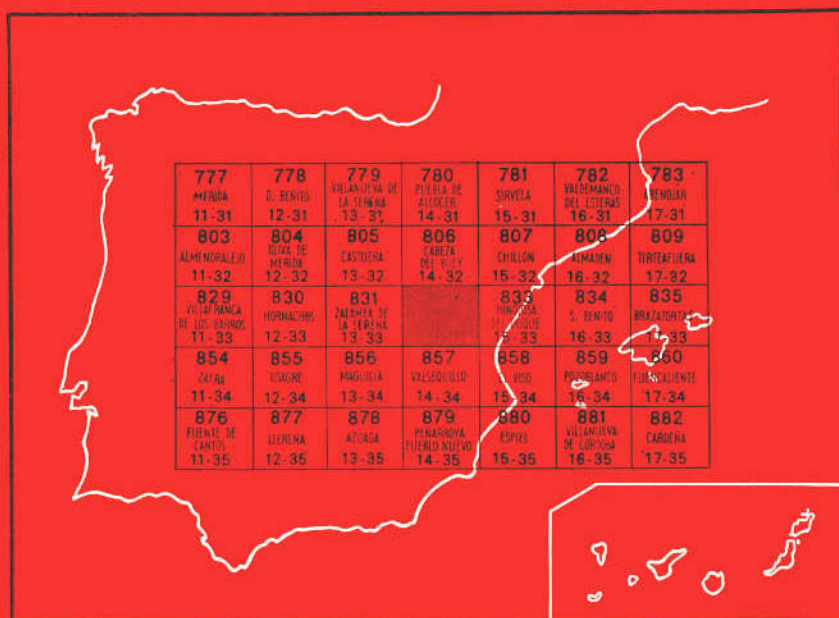 777 778 779 780 781 782 783
MERIDA D. BENITO VILLANUEVA DE LA SERENA PUEBLA DE ALCOCER SIRVELA VALDEMANCO DEL ESTERAS ABENOJAR
11-31 12-31 13-31 14-31 15-31 16-31 17-31
803 804 805 806 807 808 809
ALMENDRALEJO OLIVA DE MERIDA CASTUERA CABEZA DEL BUEY CHILLON ALMADEN TIRTEAFUERA
11-32 12-32 13-32 14-32 15-32 16-32 17-32
829 830 831 833 834 835
VILLAFRANCA DE LOS BARROS HORNACHOS ZALAMEA DE LA SERENA HINOJOSA DEL DUQUE S. BENITO BRAZATORTAS
11-33 12-33 13-33 15-33 16-33 17-33
854 855 856 857 858 859 860
ZAFRA USAGRE MAGUILLA VALSEQUILLO EL VISO POZOBLANCO FUENCALIENTE
11-34 12-34 13-34 14-34 15-34 16-34 17-34
876 877 878 879 880 881 882
FUENTE DE CANTOS LLERENA AZUAGA PEÑARROYA PUEBLO NUEVO ESPIEL VILLANUEVA DE CORDOBA CARDEÑA
11-35 12-35 13-35 14-35 15-35 16-35 17-35